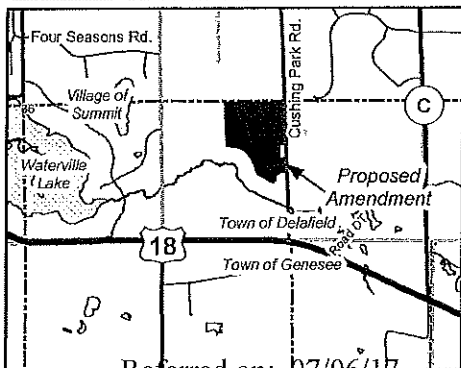 Four Seasons Rd.
Cushing Park Rd.
Village of
Summit
C
36
Waterville
Lake
Proposed
Amendment
Town of Delafield
Road D
18
Town of Genesee
Referred on: 07/06/17